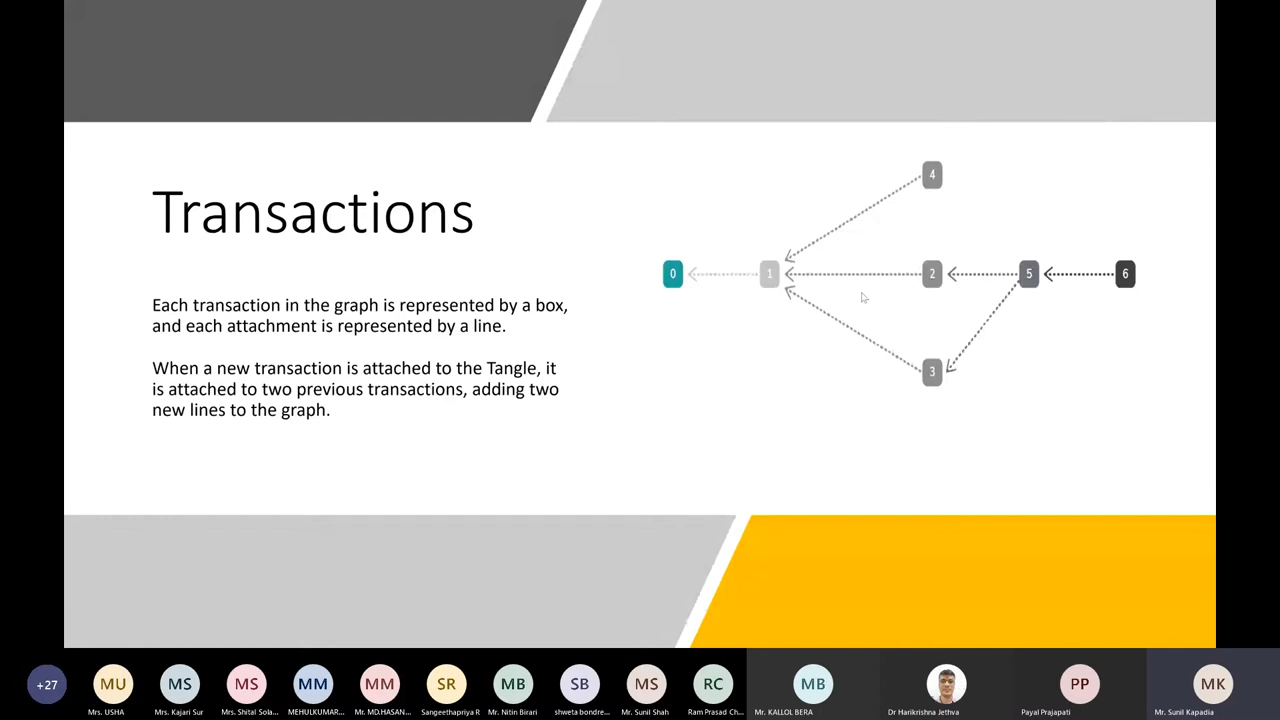 Transactions
Each transaction in the graph is represented by a box,
and each attachment is represented by a line.
When a new transaction is attached to the Tangle, it
is attached to two previous transactions, adding two
new lines to the graph.
4
0 1 2 5 6
3
+27 MU MS MS MM MM SR MB SB MS RC MB PP MK
Mrs. USHA Mrs. Kajari Sur Mrs. Shital Sola... MEHULKUMAR... Mr. MD.HASAN... Sangeethapriya R Mr. Nitin Birari shweta bondre... Mr. Sunil Shah Ram Prasad Ch... Mr. KALLOL BERA Dr Harikrishna Jethva Payal Prajapati Mr. Sunil Kapadia